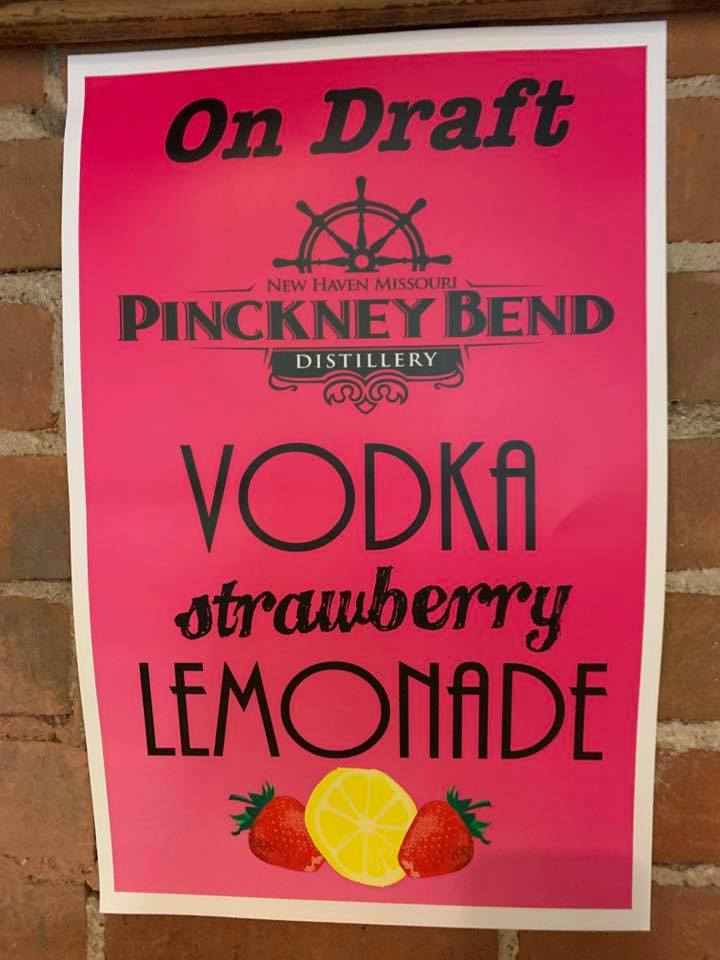 On Draft
New Haven Missouri
Pinckney Bend
DISTILLERY
VODKA
strawberry
LEMONADE